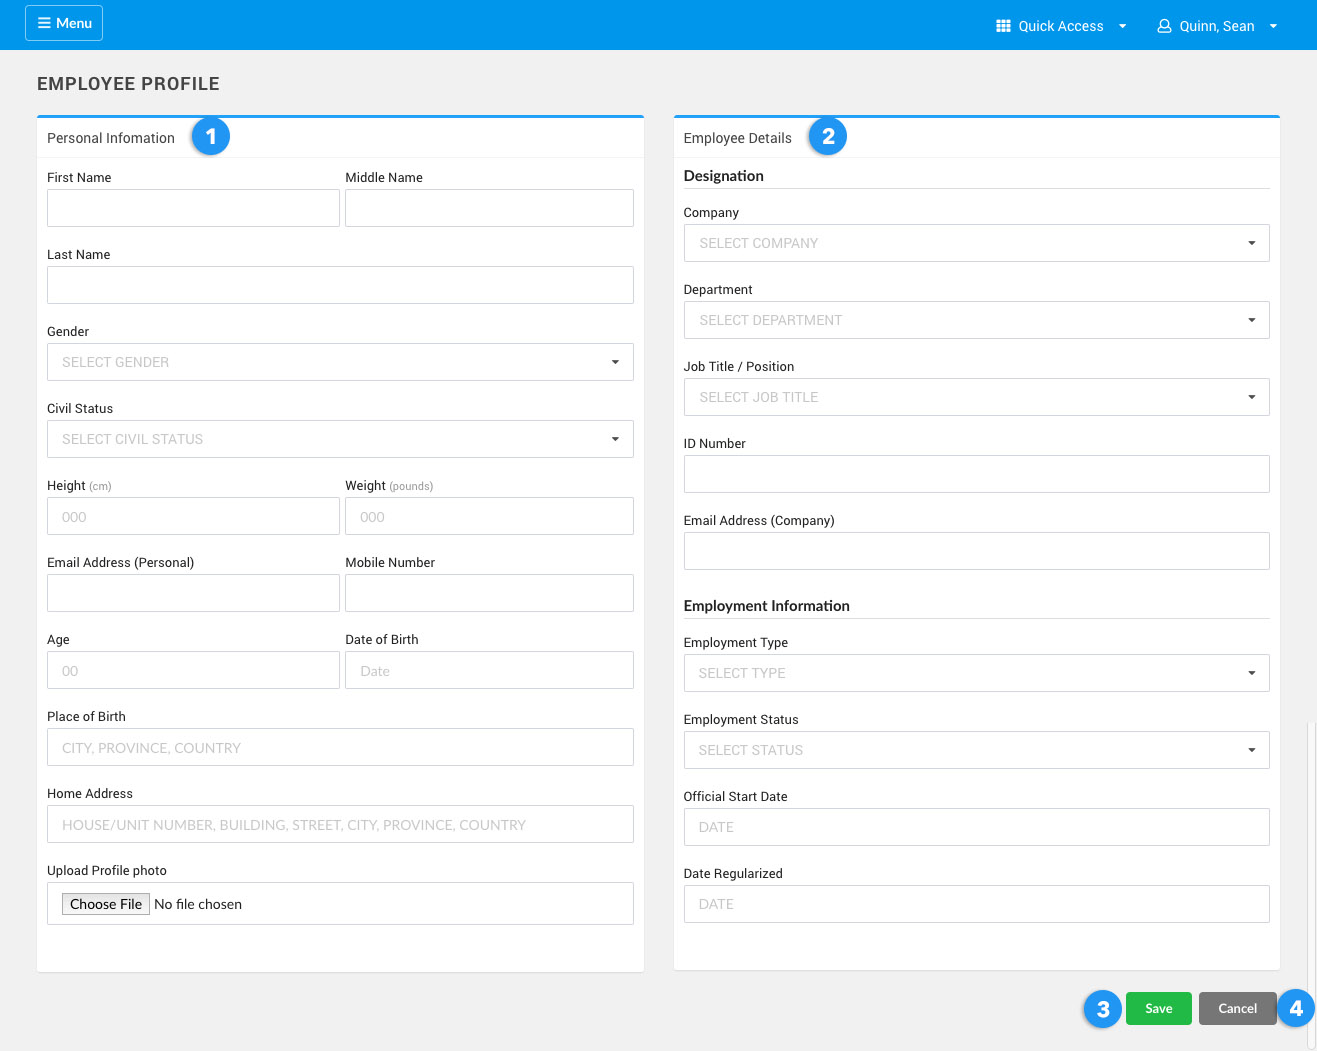 Menu
Quick Access
Quinn, Sean
EMPLOYEE PROFILE
Personal Infomation 1
First Name
Middle Name
Last Name
Gender
SELECT GENDER
Civil Status
SELECT CIVIL STATUS
Height (cm)
Weight (pounds)
000
000
Email Address (Personal)
Mobile Number
Age
Date of Birth
00
Date
Place of Birth
CITY, PROVINCE, COUNTRY
Home Address
HOUSE/UNIT NUMBER, BUILDING, STREET, CITY, PROVINCE, COUNTRY
Upload Profile photo
Choose File No file chosen
Employee Details 2
Designation
Company
SELECT COMPANY
Department
SELECT DEPARTMENT
Job Title / Position
SELECT JOB TITLE
ID Number
Email Address (Company)
Employment Information
Employment Type
SELECT TYPE
Employment Status
SELECT STATUS
Official Start Date
DATE
Date Regularized
DATE
3 Save Cancel 4